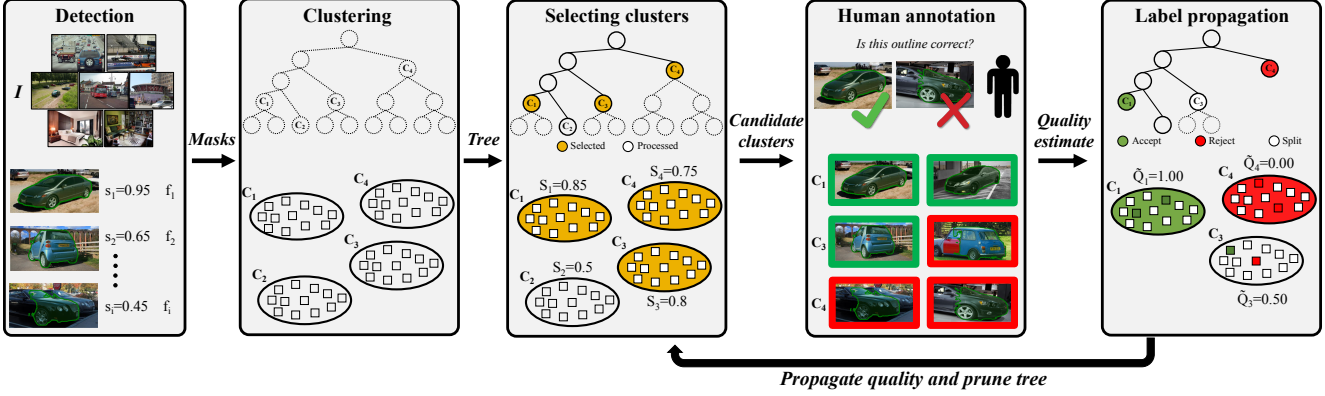 Detection
I
s₁=0.95 f₁
s₂=0.65 f₂
sᵢ=0.45 fᵢ
Masks
Clustering
C₄
C₁ C₃
C₂
C₁ C₄
C₃
C₂
Tree
Selecting clusters
C₄
C₁ C₃
C₂
Selected Processed
C₁ S₁=0.85 C₄ S₄=0.75
C₂ S₂=0.5 C₃
S₃=0.8
Candidate
clusters
Human annotation
Is this outline correct?
C₁
C₃
C₄
Quality
estimate
Label propagation
C₄
C₁ C₃
Accept Reject Split
C₁ Q̃₁=1.00 C₄ Q̃₄=0.00
C₃
Q̃₃=0.50
Propagate quality and prune tree